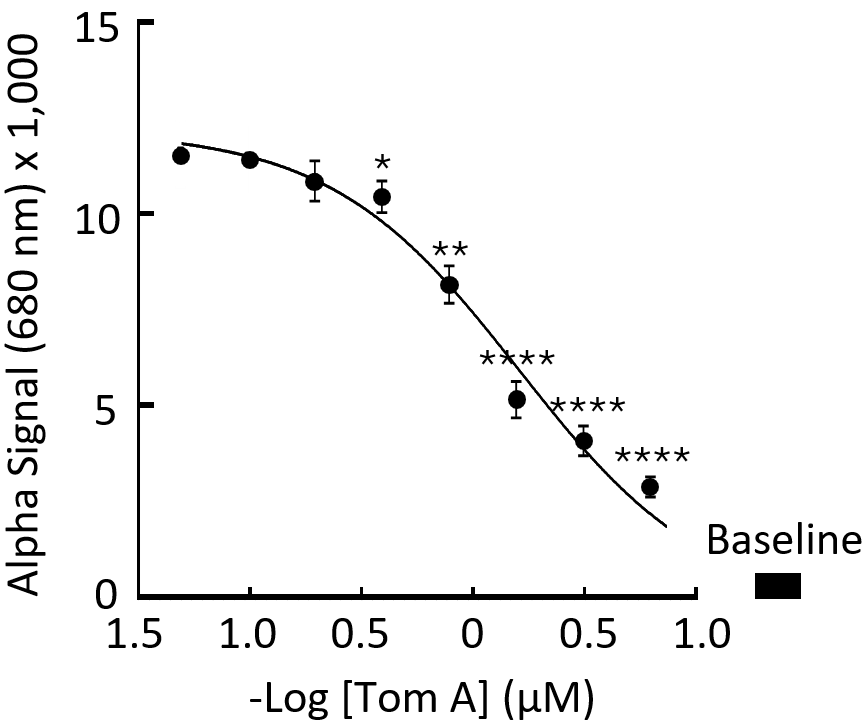 15
10
5
0
Alpha Signal (680 nm) x 1,000
*
**
****
****
****
Baseline
1.5 1.0 0.5 0 0.5 1.0
-Log [Tom A] (µM)